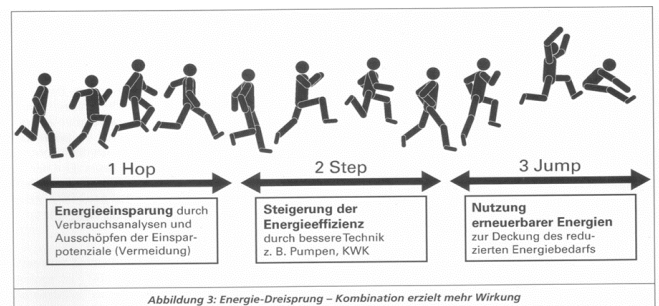 1 Hop
2 Step
3 Jump
Energieeinsparung durch
Verbrauchsanalysen und
Ausschöpfen der Einspar-
potenziale (Vermeidung)
Steigerung der
Energieeffizienz
durch bessere Technik
z. B. Pumpen, KWK
Nutzung
erneuerbarer Energien
zur Deckung des redu-
zierten Energiebedarfs
Abbildung 3: Energie-Dreisprung – Kombination erzielt mehr Wirkung